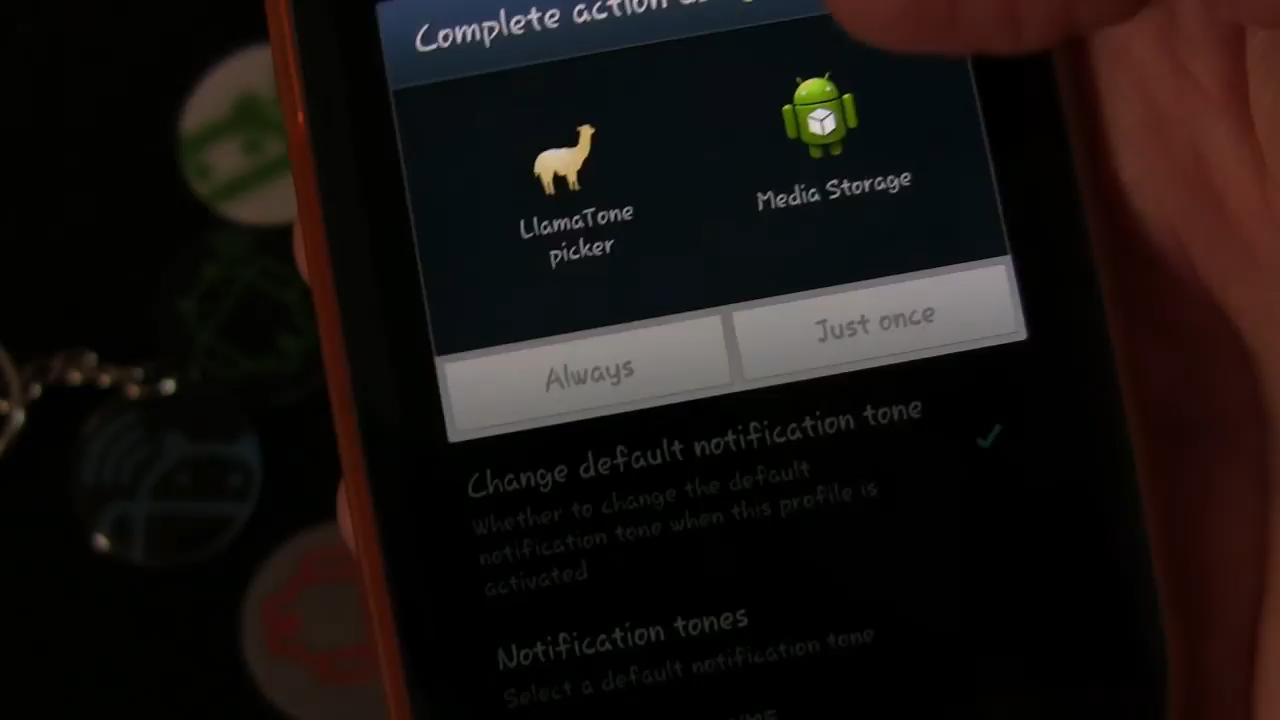 Complete action
LlamaTone
picker
Media Storage
Always
Just once
Change default notification tone
Whether to change the default
notification tone when this profile is
activated
Notification tones
Select a default notification tone